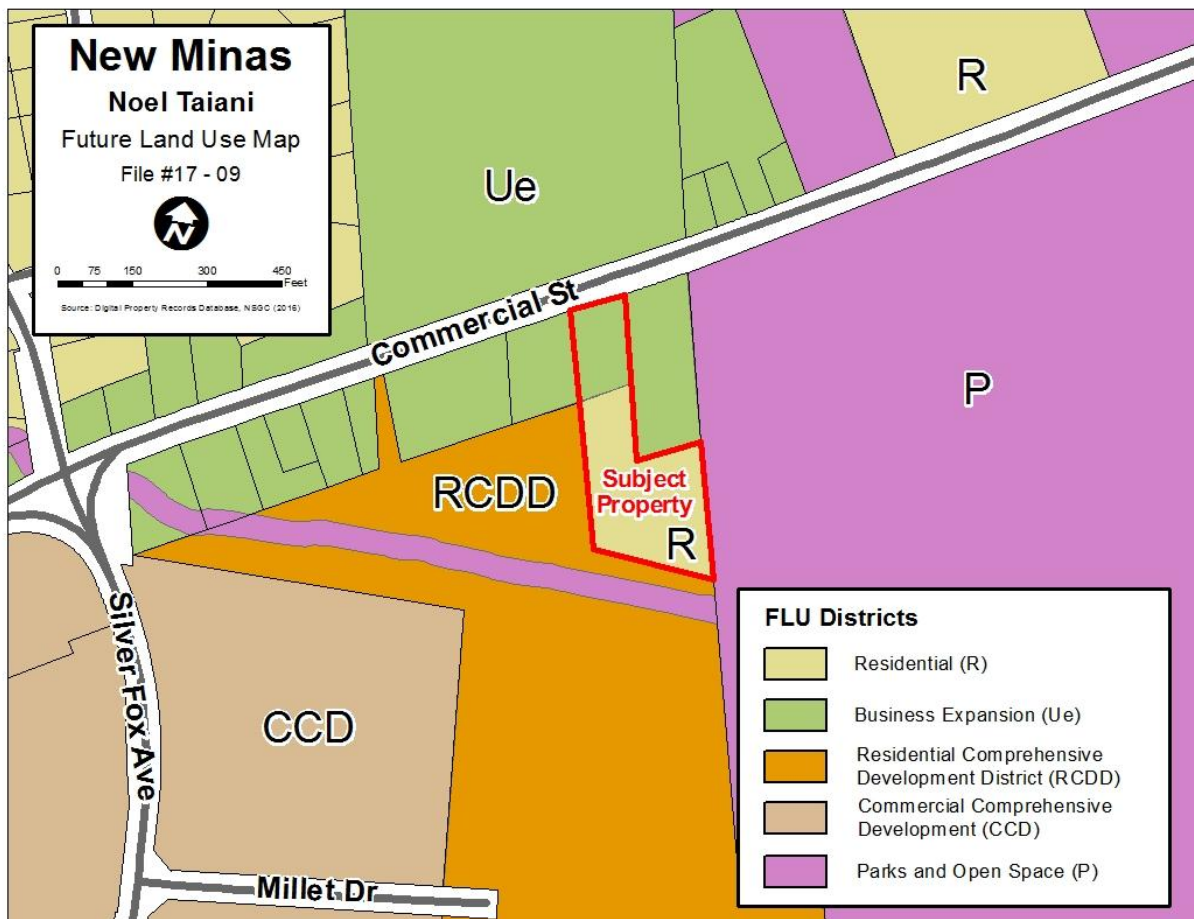 New Minas
Noel Taiani
Future Land Use Map
File #17 - 09
N
0 75 150 300 450
Feet
Source: Digital Property Records Database, NSGC (2016)
R
Ue
Commercial St
P
RCDD
Subject
Property
R
Silver Fox Ave
CCD
Millet Dr
FLU Districts
Residential (R)
Business Expansion (Ue)
Residential Comprehensive
Development District (RCDD)
Commercial Comprehensive
Development (CCD)
Parks and Open Space (P)